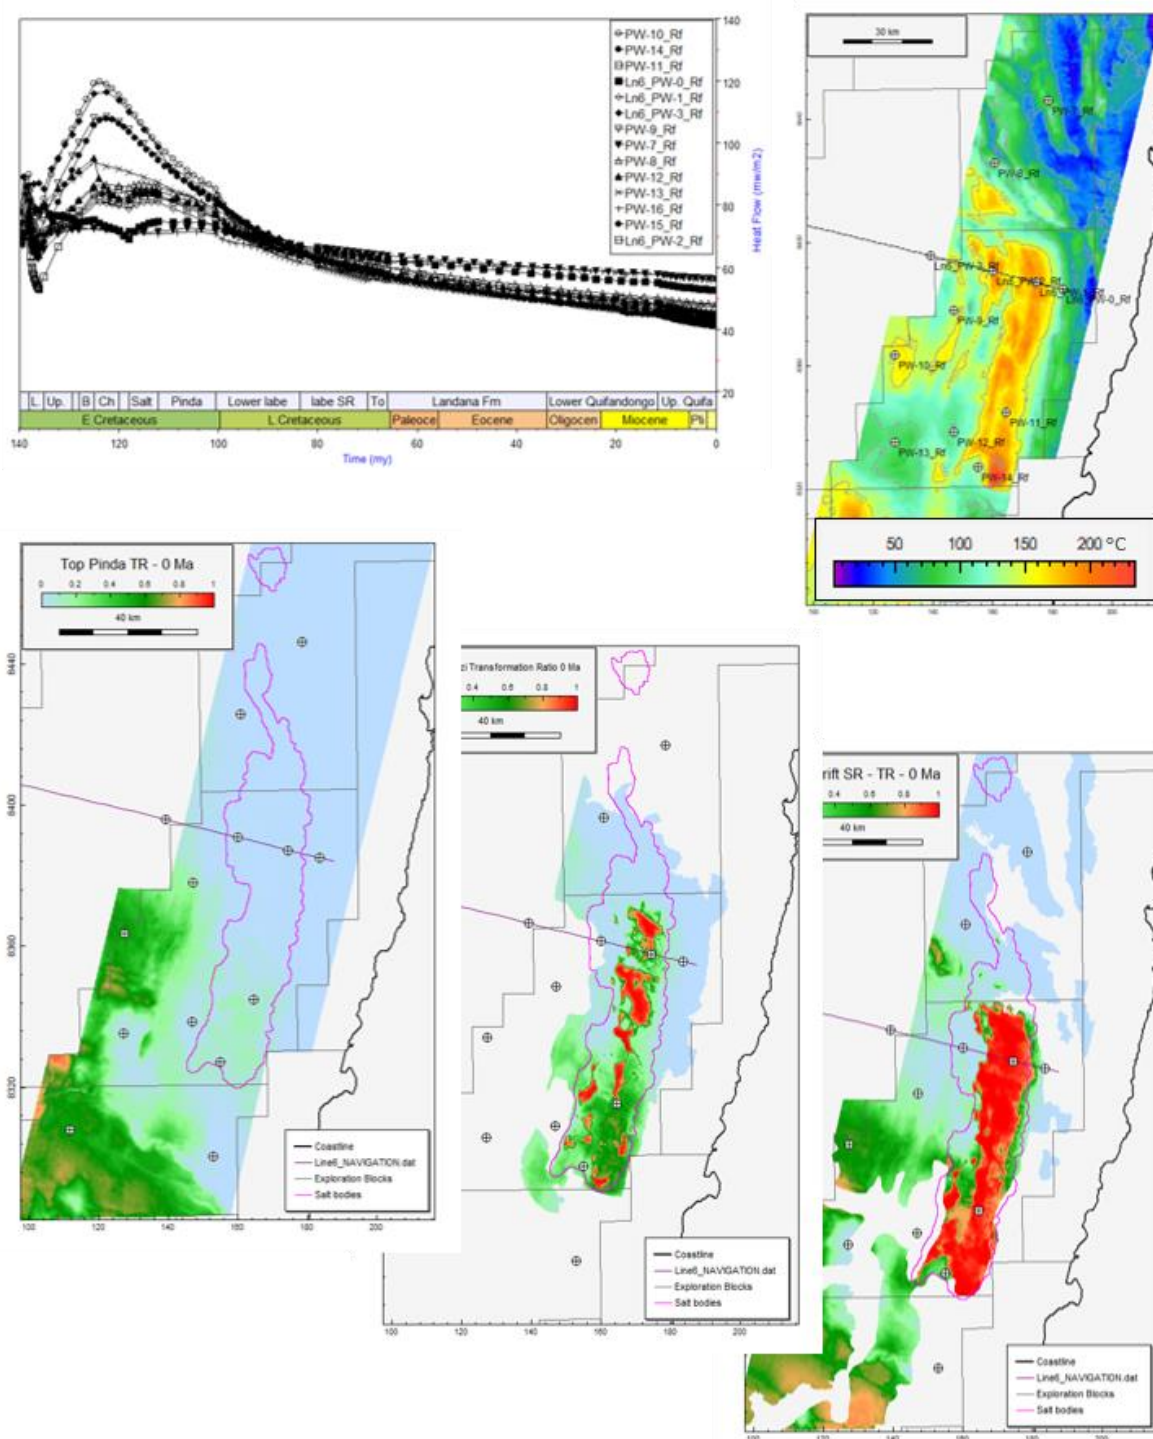 140
120
100
80
60
40
20
Heat Flow (mw/m2)
PW-10_Rf
PW-14_Rf
PW-11_Rf
Ln6_PW-0_Rf
Ln6_PW-1_Rf
Ln6_PW-3_Rf
PW-9_Rf
PW-7_Rf
PW-8_Rf
PW-12_Rf
PW-13_Rf
PW-16_Rf
PW-15_Rf
Ln6_PW-2_Rf
L. Up. B Ch Salt Pinda Lower labe labe SR To Landana Fm Lower Quifandongo Up. Quifa
E.Cretaceous L.Cretaceous Paleoce Eocene Oligocen Miocene Pli
140 120 100 80 60 40 20 0
Time (my)
30 km
PW-7_Rf
PW-8_Rf
PW-9_Rf
PW-10_Rf
PW-11_Rf
PW-12_Rf
PW-13_Rf
PW-14_Rf
50 100 150 200 °C
Top Pinda TR - 0 Ma
0 0.2 0.4 0.6 0.8 1
40 km
8440
8400
8360
8320
100 120 140 160 180 200
Coastline
Line6_NAVIGATION.dat
Exploration Blocks
Salt bodies
zi Transformation Ratio 0 Ma
0.4 0.6 0.8 1
40 km
100 120 140 160 180 200
Coastline
Line6_NAVIGATION.dat
Exploration Blocks
Salt bodies
rift SR - TR - 0 Ma
0.4 0.6 0.8 1
40 km
Coastline
Line6_NAVIGATION.dat
Exploration Blocks
Salt bodies